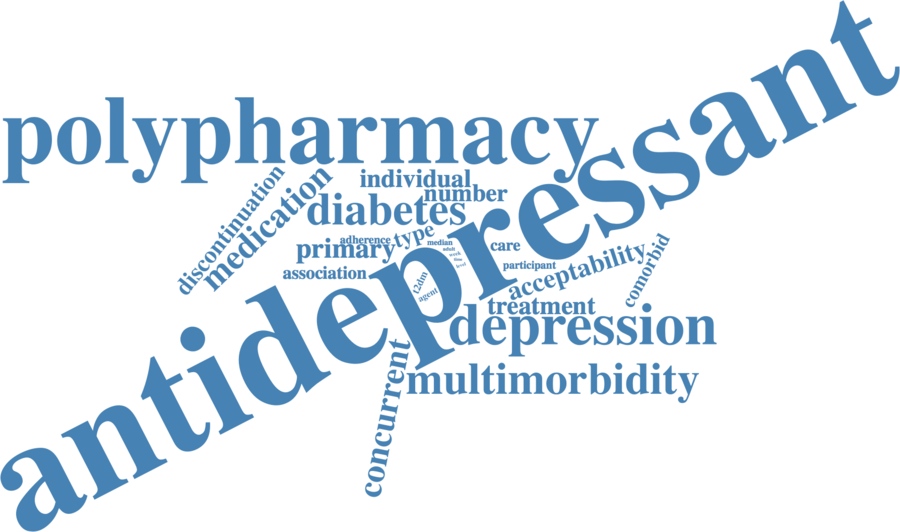 antidepressant
polypharmacy
individual
number
discontinuation
medication
diabetes
type
adherence
primary
median
adult
week
time
level
care
association
participant
t2dm
agent
acceptability
comorbid
treatment
depression
multimorbidity
concurrent